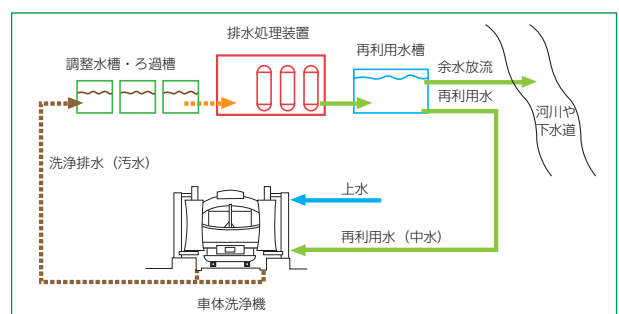 排水処理装置
再利用水槽
調整水槽・ろ過槽
余水放流
再利用水
河川や
下水道
洗浄排水（汚水）
上水
再利用水（中水）
車体洗浄機